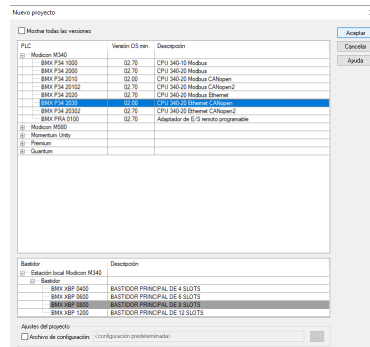 Nuevo proyecto
Mostrar todas las versiones
Aceptar
Cancelar
Ayuda
PLC Versión OS mín. Descripción
Modicon M340
BMX P34 1000 02.70 CPU 340-10 Modbus
BMX P34 2000 02.70 CPU 340-20 Modbus
BMX P34 2010 02.00 CPU 340-20 Modbus CANopen
BMX P34 20102 02.70 CPU 340-20 Modbus CANopen2
BMX P34 2020 02.70 CPU 340-20 Modbus Ethernet
BMX P34 2030 02.00 CPU 340-20 Ethernet CANopen
BMX P34 20302 02.70 CPU 340-20 Ethernet CANopen2
BMX PRA 0100 02.70 Adaptador de E/S remoto programable
Modicon M580
Momentum Unity
Premium
Quantum
Bastidor Descripción
Estación local Modicon M340
Bastidor
BMX XBP 0400 BASTIDOR PRINCIPAL DE 4 SLOTS
BMX XBP 0600 BASTIDOR PRINCIPAL DE 6 SLOTS
BMX XBP 0800 BASTIDOR PRINCIPAL DE 8 SLOTS
BMX XBP 1200 BASTIDOR PRINCIPAL DE 12 SLOTS
Ajustes del proyecto
Archivo de configuración: <configuración predeterminada>
...